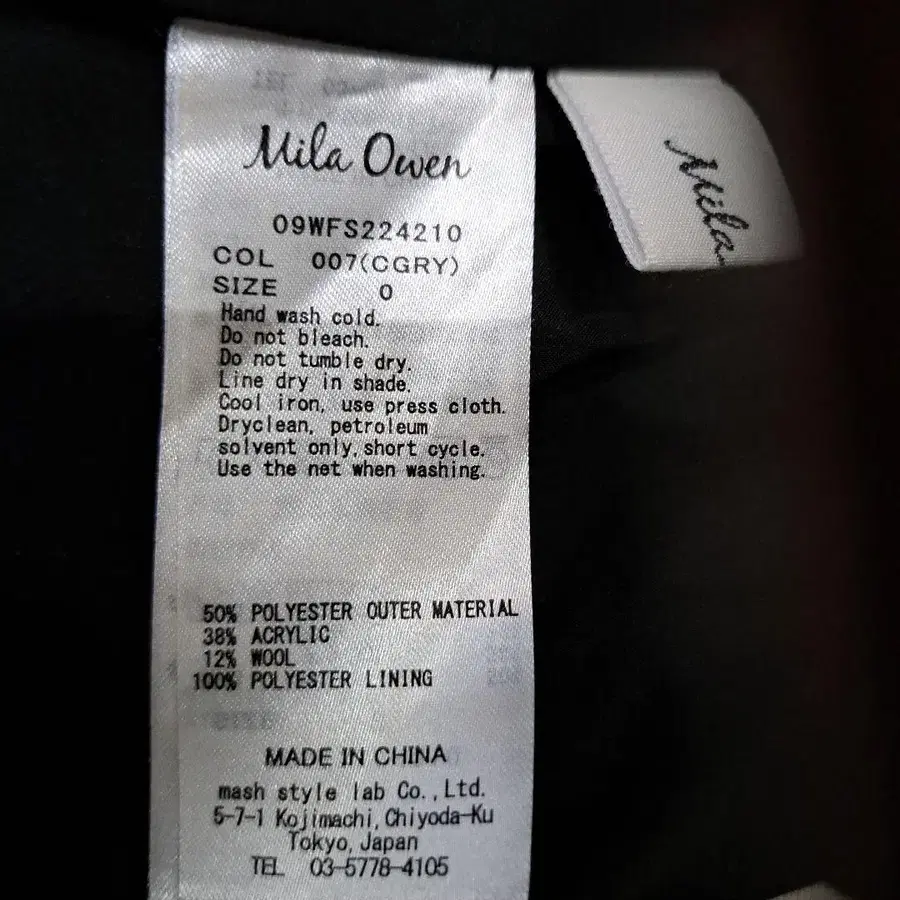 Mila Owen
09WFS224210
COL 007(CGRY)
SIZE 0
Hand wash cold.
Do not bleach.
Do not tumble dry.
Line dry in shade.
Cool iron, use press cloth.
Dryclean, petroleum
solvent only, short cycle.
Use the net when washing.
50% POLYESTER OUTER MATERIAL
38% ACRYLIC
12% WOOL
100% POLYESTER LINING
MADE IN CHINA
mash style lab Co., Ltd.
5-7-1 Kojimachi, Chiyoda-Ku
Tokyo, Japan
TEL 03-5778-4105
Mila